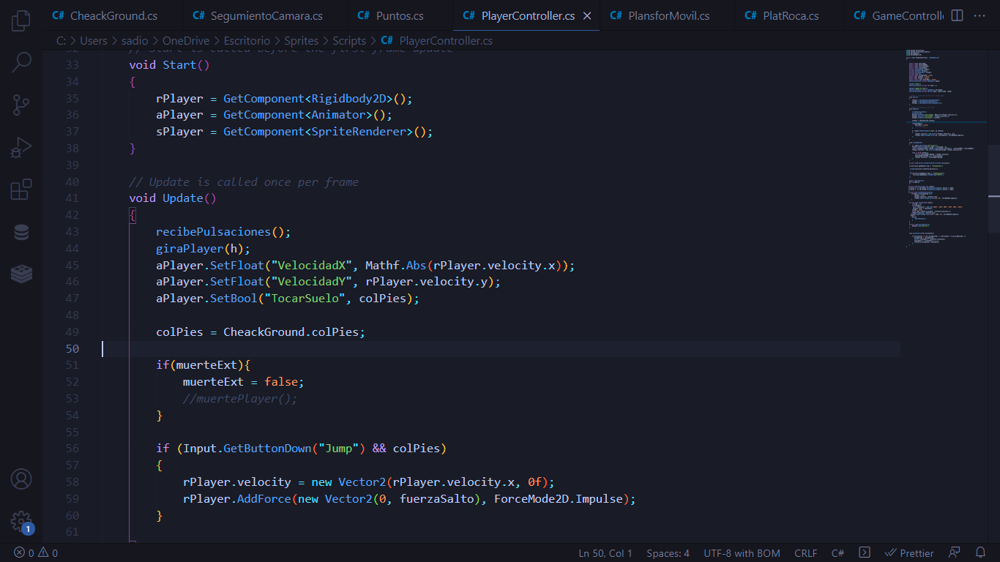 C# CheackGround.cs C# SegumientoCamara.cs C# Puntos.cs C# PlayerController.cs C# PlansforMovil.cs C# PlatRoca.cs C# GameControlle
C: > Users > sadio > OneDrive > Escritorio > Sprites > Scripts > C# PlayerController.cs
32 // Start is called before the first frame update
33 void Start()
34 {
35 rPlayer = GetComponent<Rigidbody2D>();
36 aPlayer = GetComponent<Animator>();
37 sPlayer = GetComponent<SpriteRenderer>();
38 }
39
40 // Update is called once per frame
41 void Update()
42 {
43 recibePulsaciones();
44 giraPlayer(h);
45 aPlayer.SetFloat("VelocidadX", Mathf.Abs(rPlayer.velocity.x));
46 aPlayer.SetFloat("VelocidadY", rPlayer.velocity.y);
47 aPlayer.SetBool("TocarSuelo", colPies);
48
49 colPies = CheackGround.colPies;
50
51 if(muerteExt){
52 muerteExt = false;
53 //muertePlayer();
54 }
55
56 if (Input.GetButtonDown("Jump") && colPies)
57 {
58 rPlayer.velocity = new Vector2(rPlayer.velocity.x, 0f);
59 rPlayer.AddForce(new Vector2(0, fuerzaSalto), ForceMode2D.Impulse);
60 }
61
1
0 0 Ln 50, Col 1 Spaces: 4 UTF-8 with BOM CRLF C# Prettier